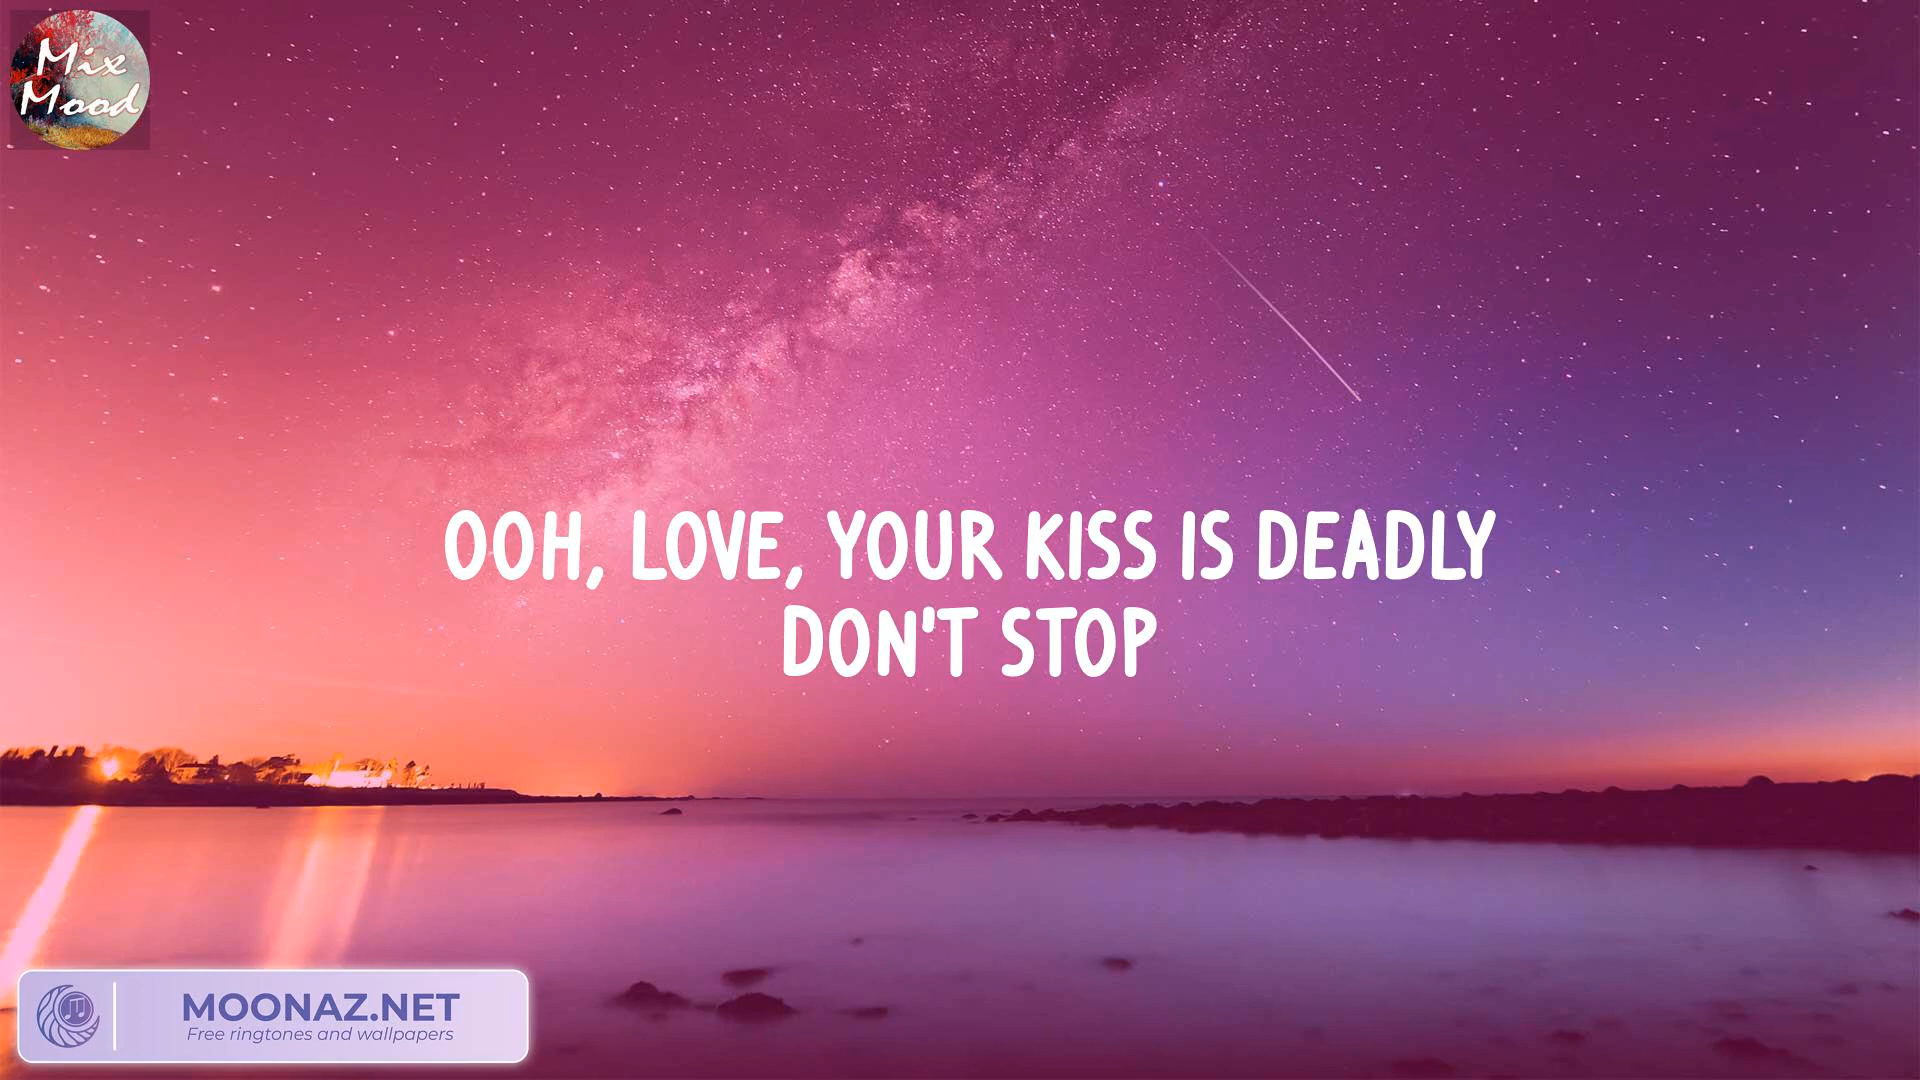 Mix
Mood
OOH, LOVE, YOUR KISS IS DEADLY
DON'T STOP
MOONAZ.NET
Free ringtones and wallpapers